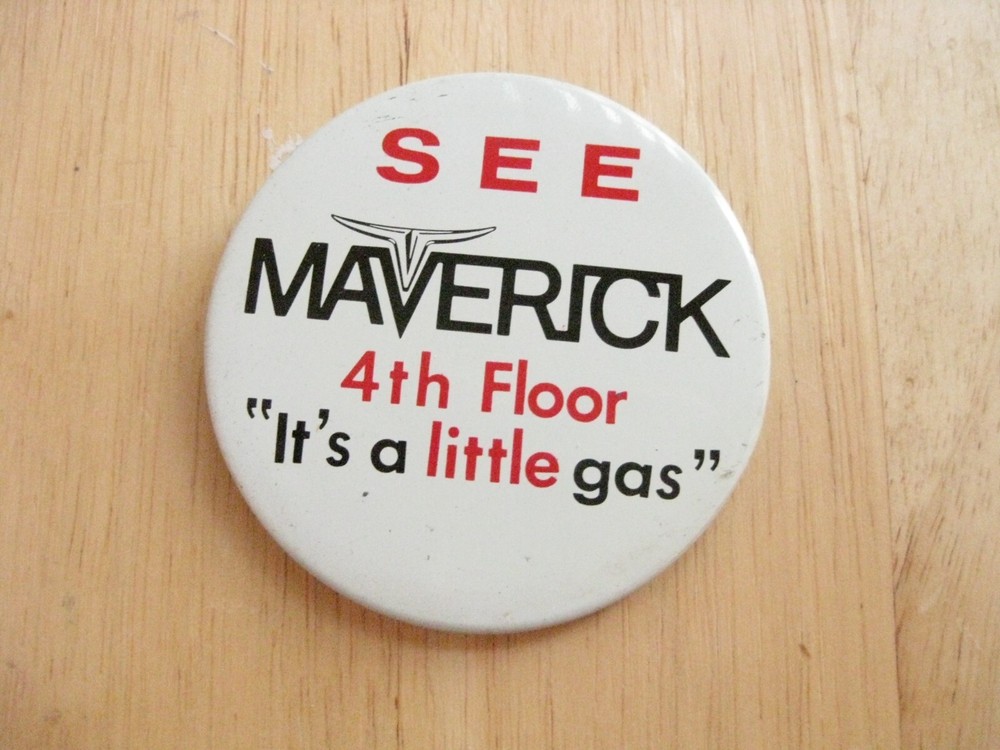 SEE
MAVERICK
4th Floor
"It's a little gas"